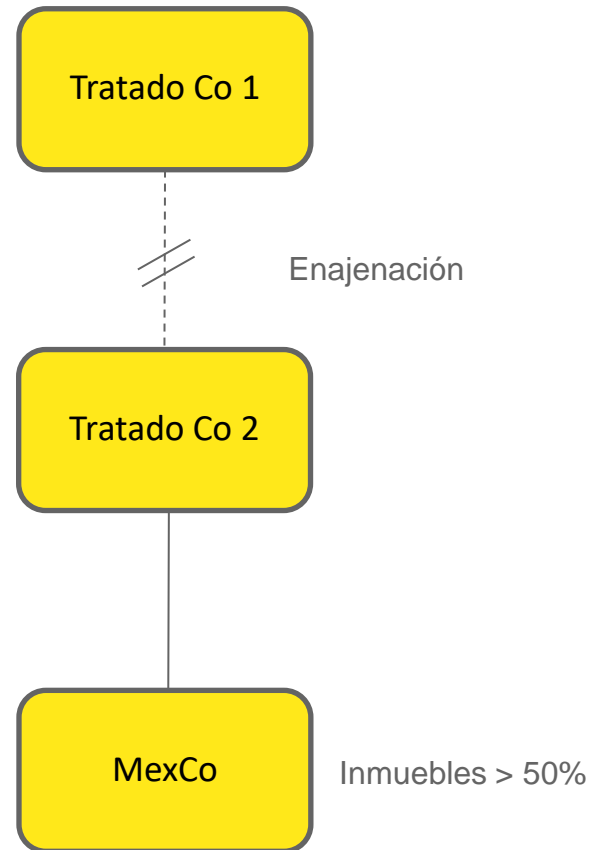 Tratado Co 1
Enajenación
Tratado Co 2
MexCo
Inmuebles > 50%